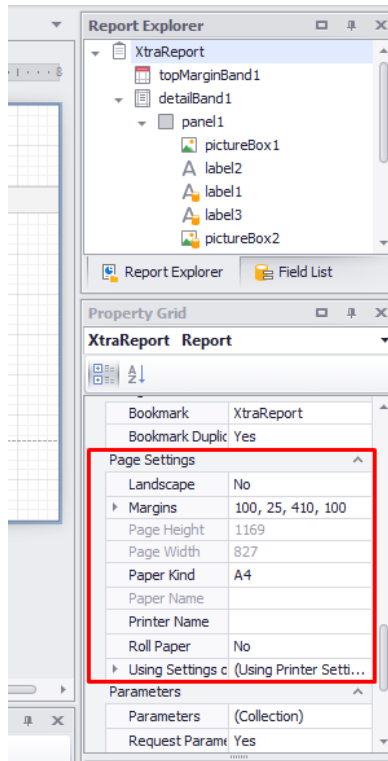 Report Explorer
XtraReport
topMarginBand1
detailBand1
panel1
pictureBox1
label2
label1
label3
pictureBox2
Report Explorer Field List
Property Grid
XtraReport Report
Bookmark XtraReport
Bookmark Duplic Yes
Page Settings
Landscape No
Margins 100, 25, 410, 100
Page Height 1169
Page Width 827
Paper Kind A4
Paper Name
Printer Name
Roll Paper No
Using Settings o (Using Printer Setti...
Parameters
Parameters (Collection)
Request Parame Yes